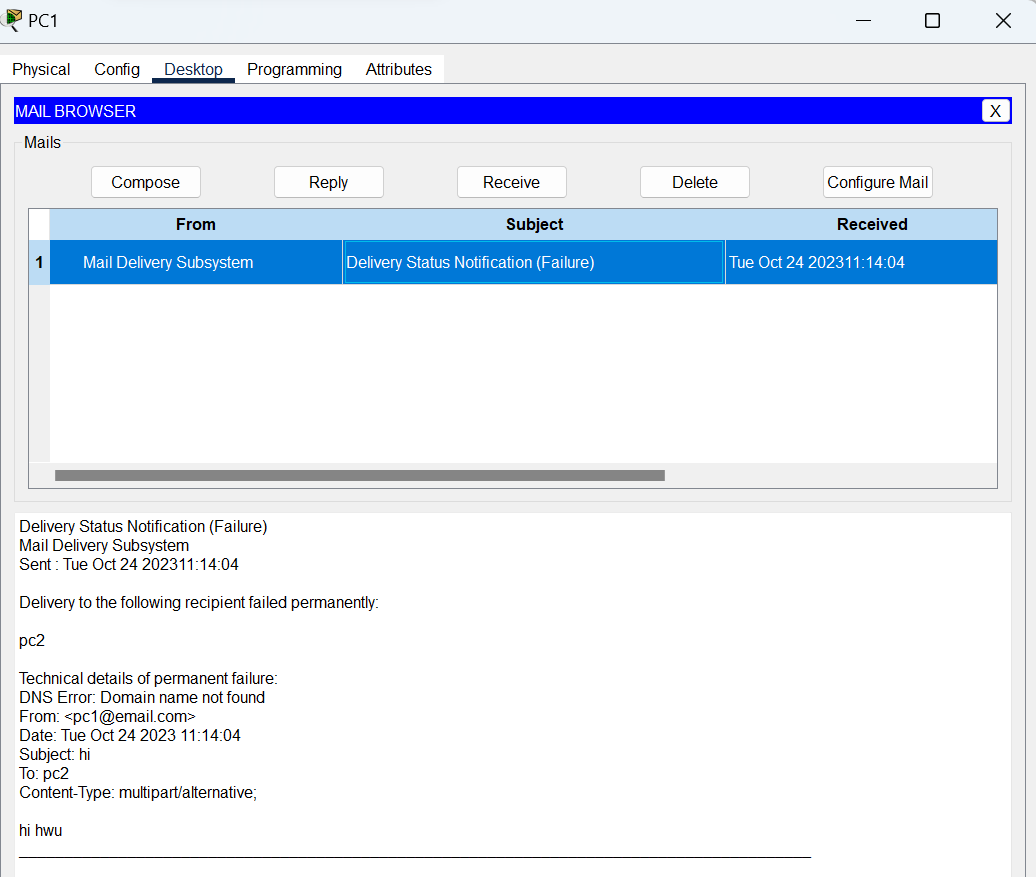 PC1
Physical Config Desktop Programming Attributes
MAIL BROWSER X
Mails
Compose Reply Receive Delete Configure Mail
From Subject Received
1 Mail Delivery Subsystem Delivery Status Notification (Failure) Tue Oct 24 202311:14:04
Delivery Status Notification (Failure)
Mail Delivery Subsystem
Sent : Tue Oct 24 202311:14:04
Delivery to the following recipient failed permanently:
pc2
Technical details of permanent failure:
DNS Error: Domain name not found
From: <pc1@email.com>
Date: Tue Oct 24 2023 11:14:04
Subject: hi
To: pc2
Content-Type: multipart/alternative;
hi hwu